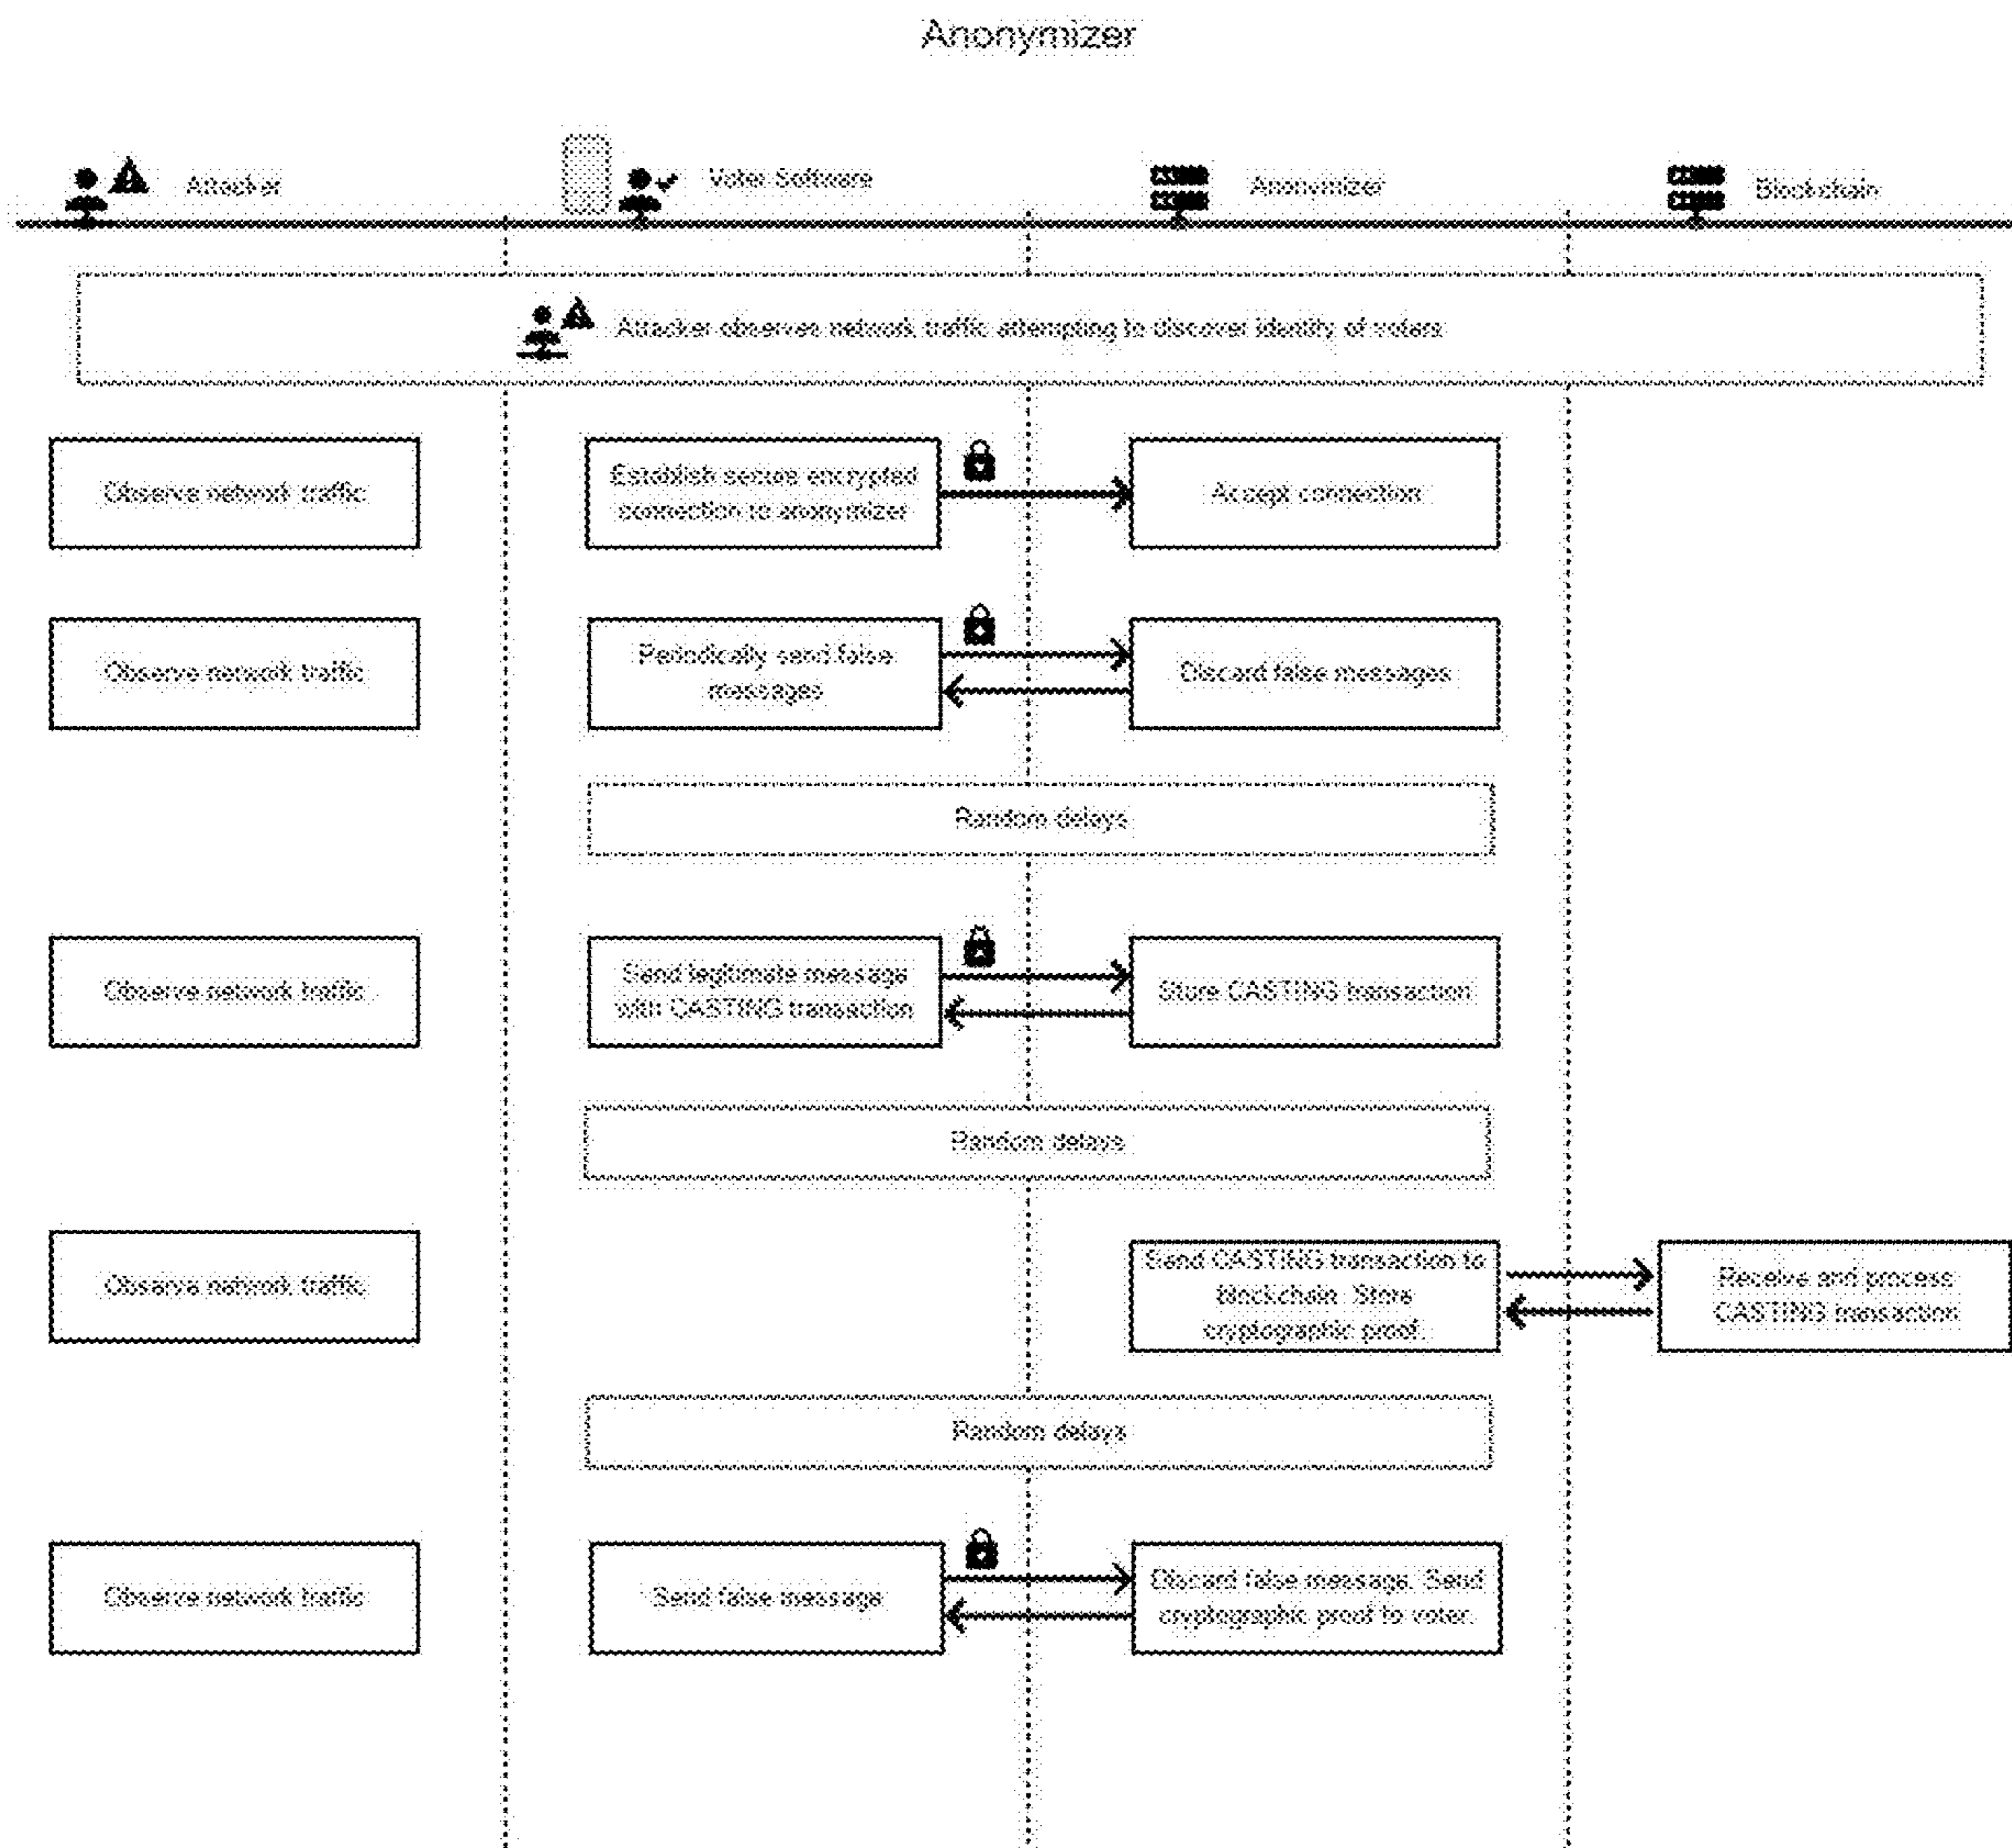 Anonymizer
Attacker
Voter Software
Anonymizer
Blockchain
Attacker observes network traffic attempting to discover identity of voters
Observe network traffic
Establish secure encrypted
connection to anonymizer
Accept connection
Observe network traffic
Periodically send false
messages
Discard false messages
Random delays
Observe network traffic
Send legitimate message
with CASTING transaction
Store CASTING transaction
Random delays
Observe network traffic
Send CASTING transaction to
blockchain. Store
cryptographic proof.
Receive and process
CASTING transaction
Random delays
Observe network traffic
Send false message
Discard false message. Send
cryptographic proof to voter.